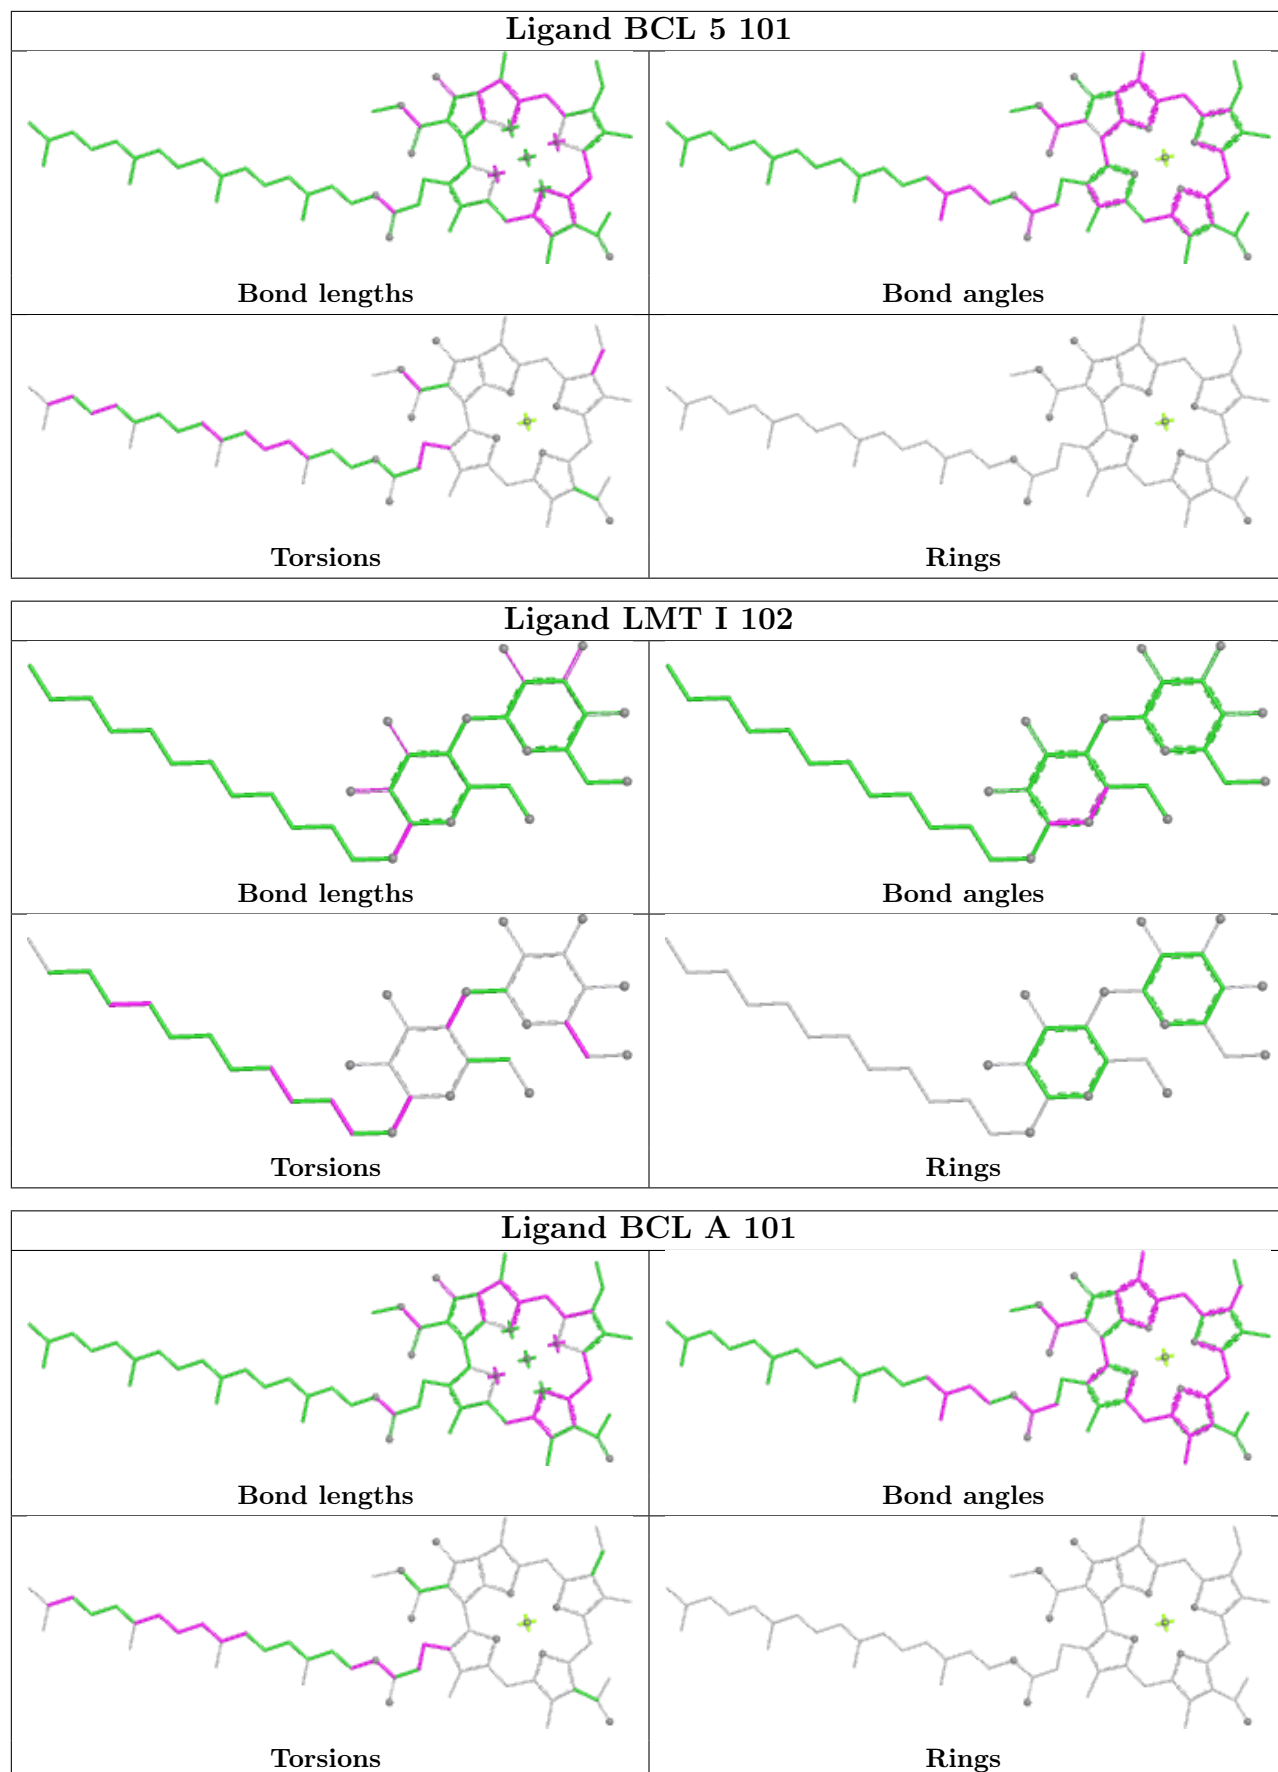 Ligand BCL 5 101
Bond lengths
Bond angles
Torsions
Rings
Ligand LMT I 102
Bond lengths
Bond angles
Torsions
Rings
Ligand BCL A 101
Bond lengths
Bond angles
Torsions
Rings